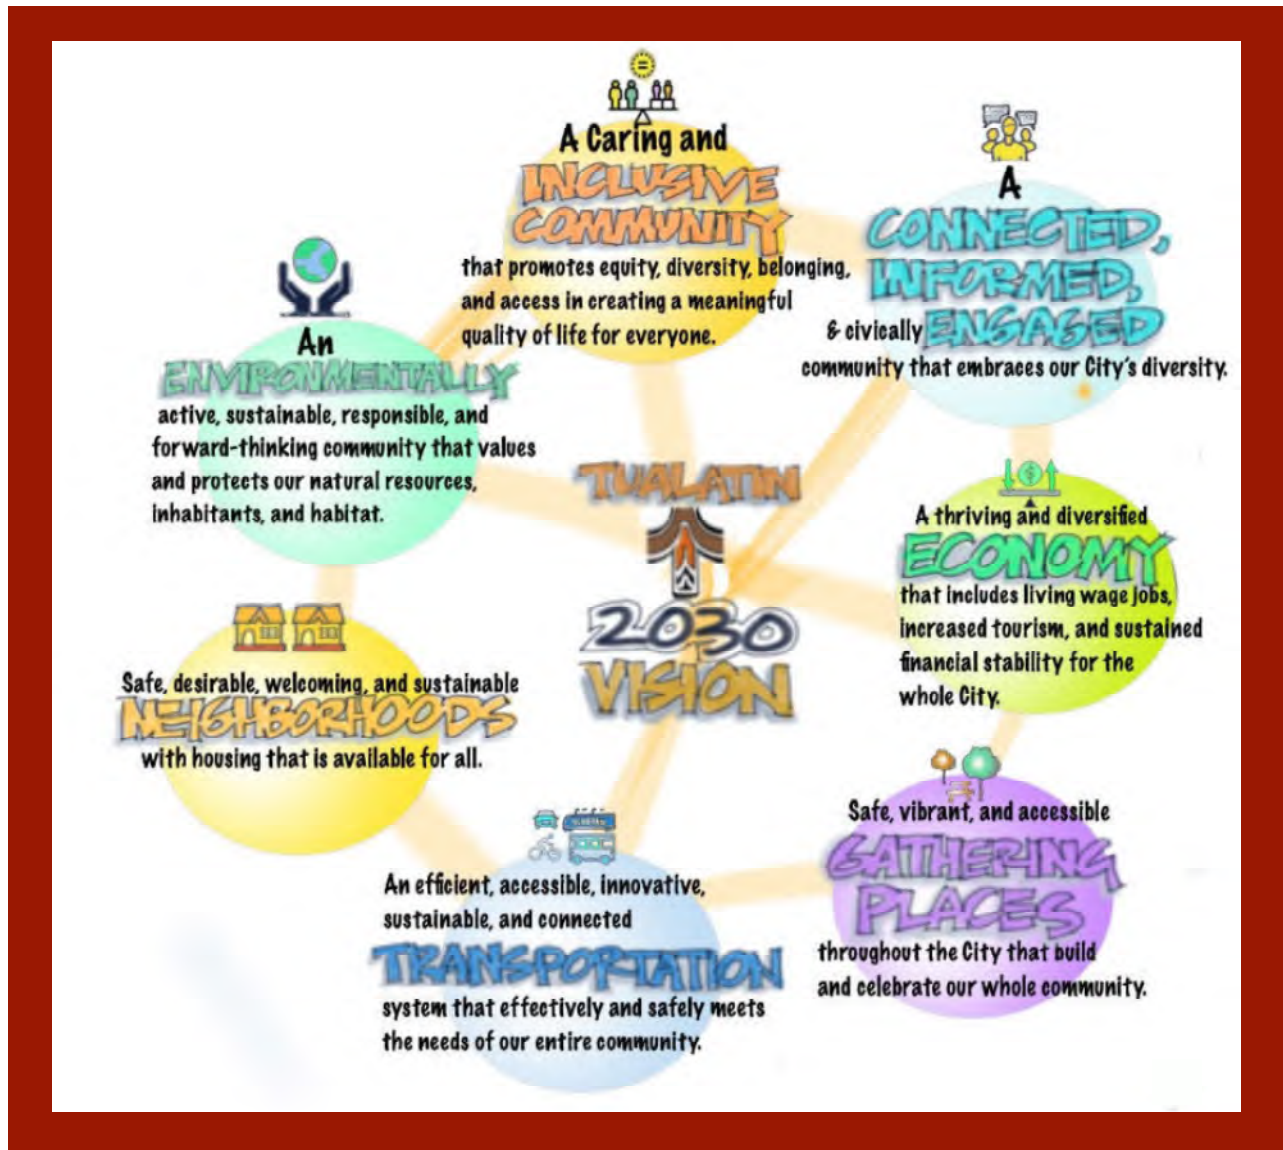 A Caring and
INCLUSIVE
COMMUNITY
that promotes equity, diversity, belonging,
and access in creating a meaningful
quality of life for everyone.
A
CONNECTED,
INFORMED,
& civically ENGAGED
community that embraces our City's diversity.
An
ENVIRONMENTALLY
active, sustainable, responsible, and
forward-thinking community that values
and protects our natural resources,
inhabitants, and habitat.
TUALATIN
2030
VISION
A thriving and diversified
ECONOMY
that includes living wage jobs,
increased tourism, and sustained
financial stability for the
whole City.
Safe, desirable, welcoming, and sustainable
NEIGHBORHOODS
with housing that is available for all.
Safe, vibrant, and accessible
GATHERING
PLACES
throughout the City that build
and celebrate our whole community.
An efficient, accessible, innovative,
sustainable, and connected
TRANSPORTATION
system that effectively and safely meets
the needs of our entire community.